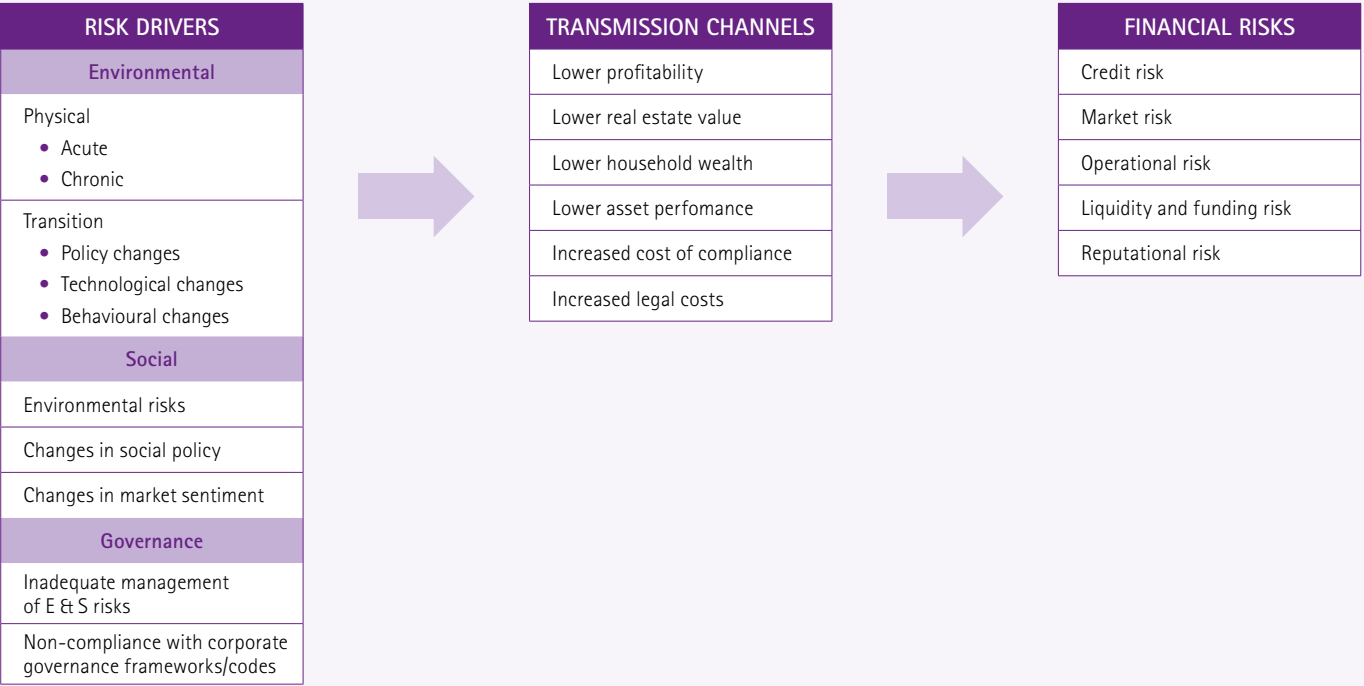 RISK DRIVERS
Environmental
Physical
• Acute
• Chronic
Transition
• Policy changes
• Technological changes
• Behavioural changes
Social
Environmental risks
Changes in social policy
Changes in market sentiment
Governance
Inadequate management
of E & S risks
Non-compliance with corporate
governance frameworks/codes
TRANSMISSION CHANNELS
Lower profitability
Lower real estate value
Lower household wealth
Lower asset perfomance
Increased cost of compliance
Increased legal costs
FINANCIAL RISKS
Credit risk
Market risk
Operational risk
Liquidity and funding risk
Reputational risk